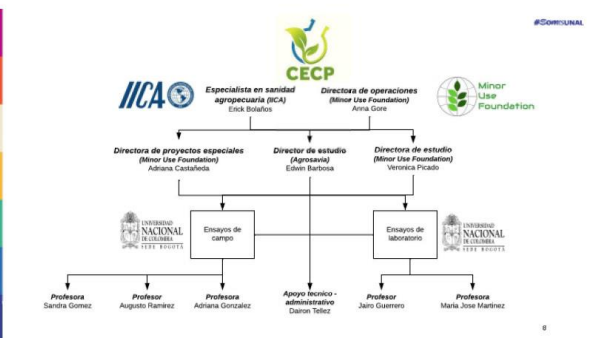 #SomosUNAL
CECP
IICA
Especialista en sanidad
agropecuaria (IICA)
Erick Bolaños
Directora de operaciones
(Minor Use Foundation)
Anna Gore
Minor
Use
Foundation
Directora de proyectos especiales
(Minor Use Foundation)
Adriana Castañeda
Director de estudio
(Agrosavia)
Edwin Barbosa
Directora de estudio
(Minor Use Foundation)
Veronica Picado
UNIVERSIDAD
NACIONAL
DE COLOMBIA
SEDE BOGOTÁ
Ensayos de
campo
Ensayos de
laboratorio
UNIVERSIDAD
NACIONAL
DE COLOMBIA
SEDE BOGOTÁ
Profesora
Sandra Gomez
Profesor
Augusto Ramirez
Profesora
Adriana Gonzalez
Apoyo tecnico -
administrativo
Dairon Tellez
Profesor
Jairo Guerrero
Profesora
Maria Jose Martinez
8